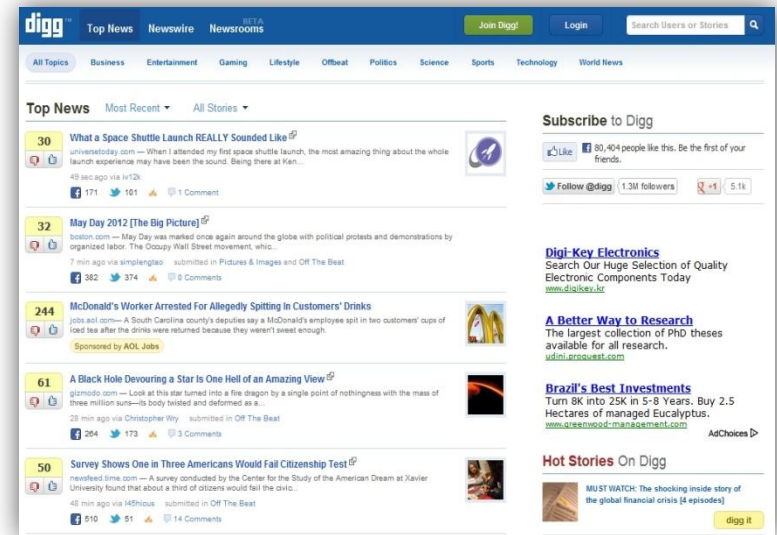 digg™ Top News Newswire Newsrooms BETA Join Digg! Login Search Users or Stories
All Topics Business Entertainment Gaming Lifestyle Offbeat Politics Science Sports Technology World News
Top News Most Recent All Stories
30
What a Space Shuttle Launch REALLY Sounded Like
universetoday.com — When I attended my first space shuttle launch, the most amazing thing about the whole
launch experience may have been the sound. Being there at Ken...
49 sec ago via iv12k
171 101 1 Comment
32
May Day 2012 [The Big Picture]
boston.com — May Day was marked once again around the globe with political protests and demonstrations by
organized labor. The Occupy Wall Street movement, whic...
7 min ago via simplengtao submitted in Pictures & Images and Off The Beat
382 374 0 Comments
244
McDonald's Worker Arrested For Allegedly Spitting In Customers' Drinks
jobs.aol.com— A South Carolina county's deputies say a McDonald's employee spit in two customers' cups of
iced tea after the drinks were returned because they weren't sweet enough.
Sponsored by AOL Jobs
61
A Black Hole Devouring a Star Is One Hell of an Amazing View
gizmodo.com — Look at this star turned into a fire dragon by a single point of nothingness with the mass of
three million suns—its body twisted and deformed as a...
28 min ago via Christopher Wry submitted in Off The Beat
264 173 3 Comments
50
Survey Shows One in Three Americans Would Fail Citizenship Test
newsfeed.time.com — A survey conducted by the Center for the Study of the American Dream at Xavier
University found that about a third of citizens would fail the civic...
48 min ago via l45hious submitted in Off The Beat
510 51 14 Comments
Subscribe to Digg
Like 80,404 people like this. Be the first of your
friends.
Follow @digg 1.3M followers +1 5.1k
Digi-Key Electronics
Search Our Huge Selection of Quality
Electronic Components Today
www.digikey.kr
A Better Way to Research
The largest collection of PhD theses
available for all research.
udini.proquest.com
Brazil's Best Investments
Turn 8K into 25K in 5-8 Years. Buy 2.5
Hectares of managed Eucalyptus.
www.greenwood-management.com
AdChoices
Hot Stories On Digg
MUST WATCH: The shocking inside story of
the global financial crisis [4 episodes]
digg it